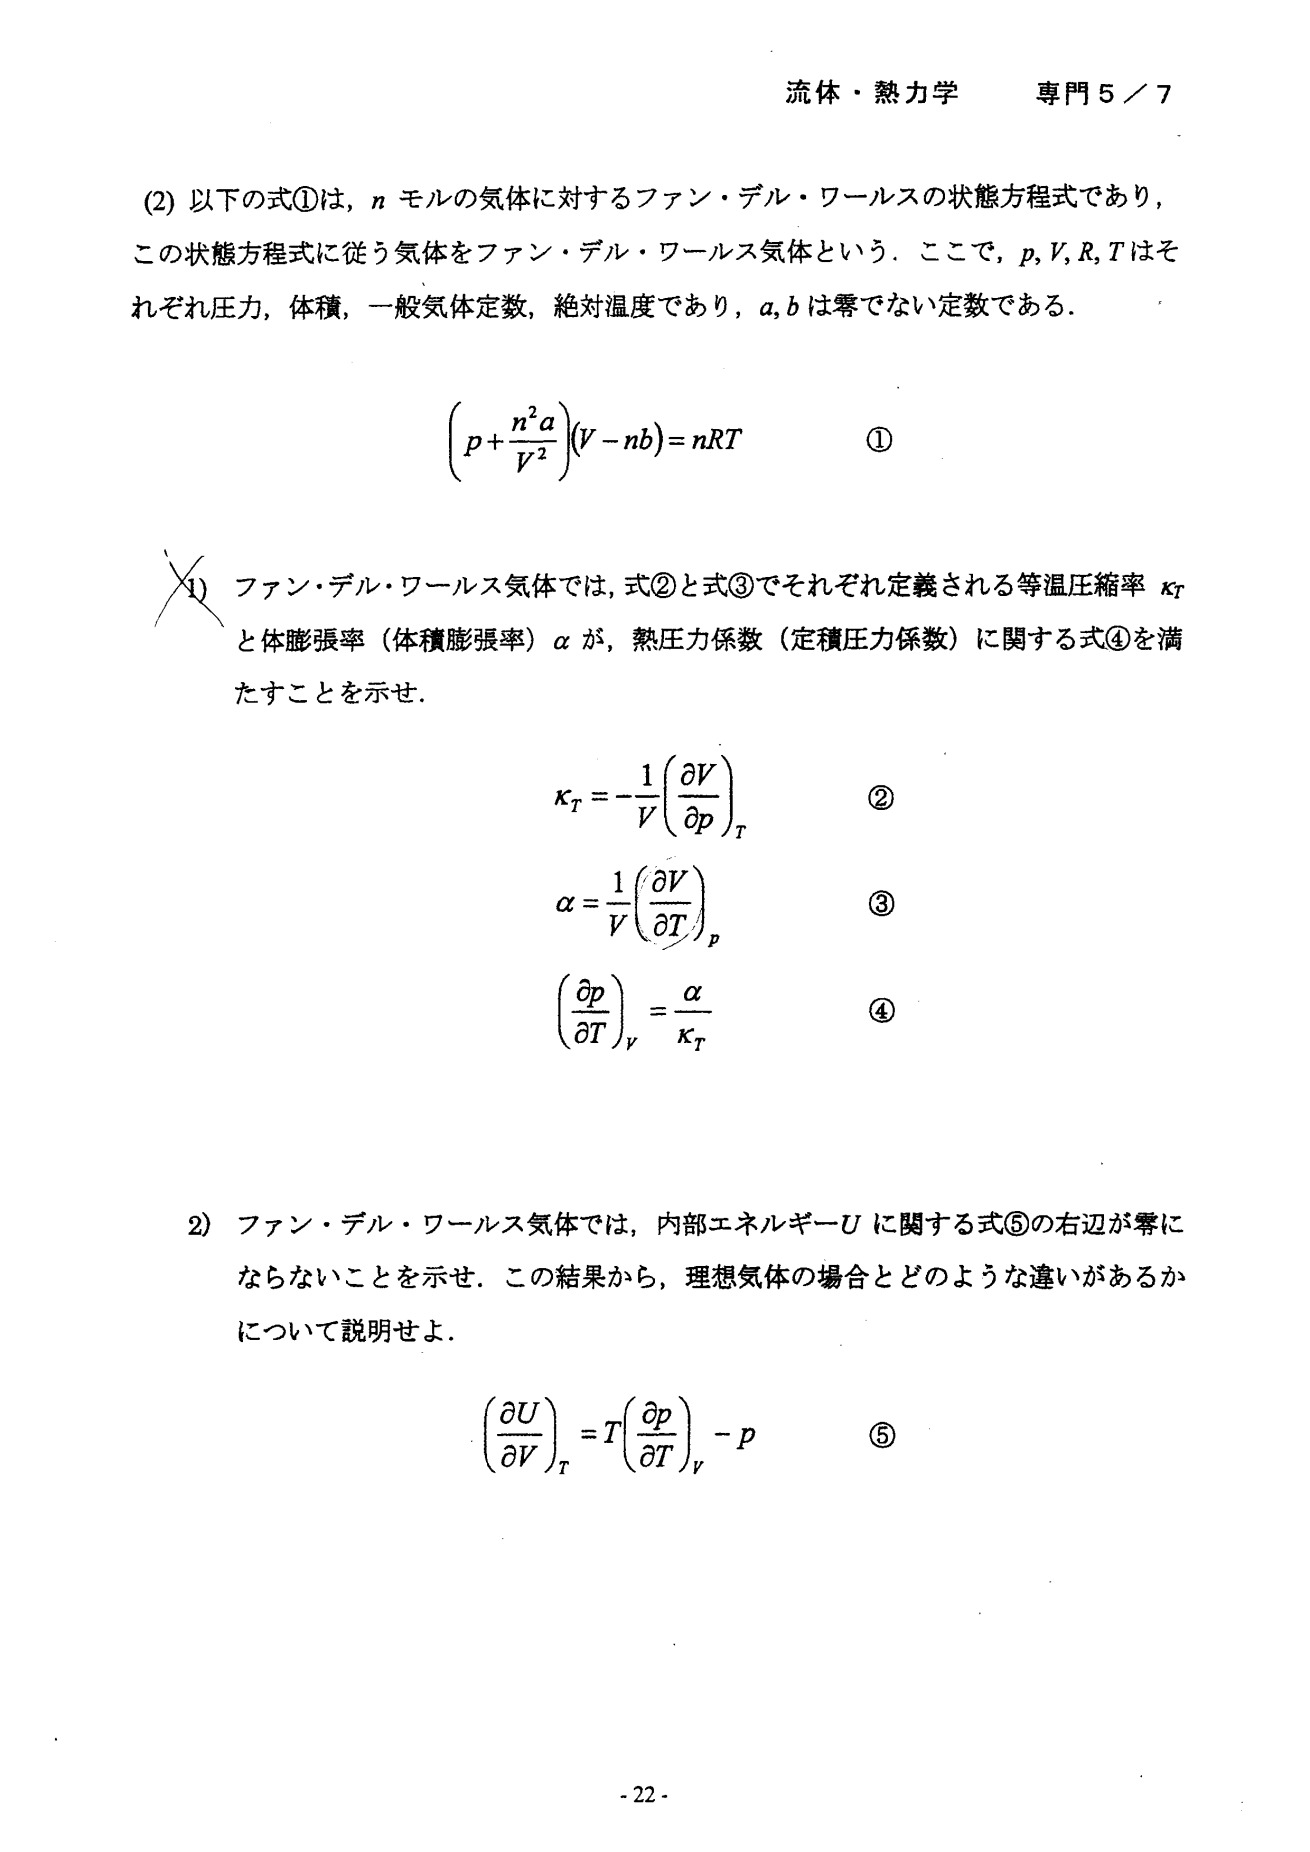 流体・熱力学　専門5／7
(2) 以下の式①は，n モルの気体に対するファン・デル・ワールスの状態方程式であり，
この状態方程式に従う気体をファン・デル・ワールス気体という．ここで，p, V, R, T はそ
れぞれ圧力，体積，一般気体定数，絶対温度であり，a, b は零でない定数である．
(p + n²a/V²)(V − nb) = nRT　①
1)　ファン・デル・ワールス気体では，式②と式③でそれぞれ定義される等温圧縮率 κ_T
と体膨張率（体積膨張率）α が，熱圧力係数（定積圧力係数）に関する式④を満
たすことを示せ．
κ_T = −1/V (∂V/∂p)_T　②
α = 1/V (∂V/∂T)_p　③
(∂p/∂T)_V = α/κ_T　④
2)　ファン・デル・ワールス気体では，内部エネルギーU に関する式⑤の右辺が零に
ならないことを示せ．この結果から，理想気体の場合とどのような違いがあるか
について説明せよ．
(∂U/∂V)_T = T(∂p/∂T)_V − p　⑤
- 22 -